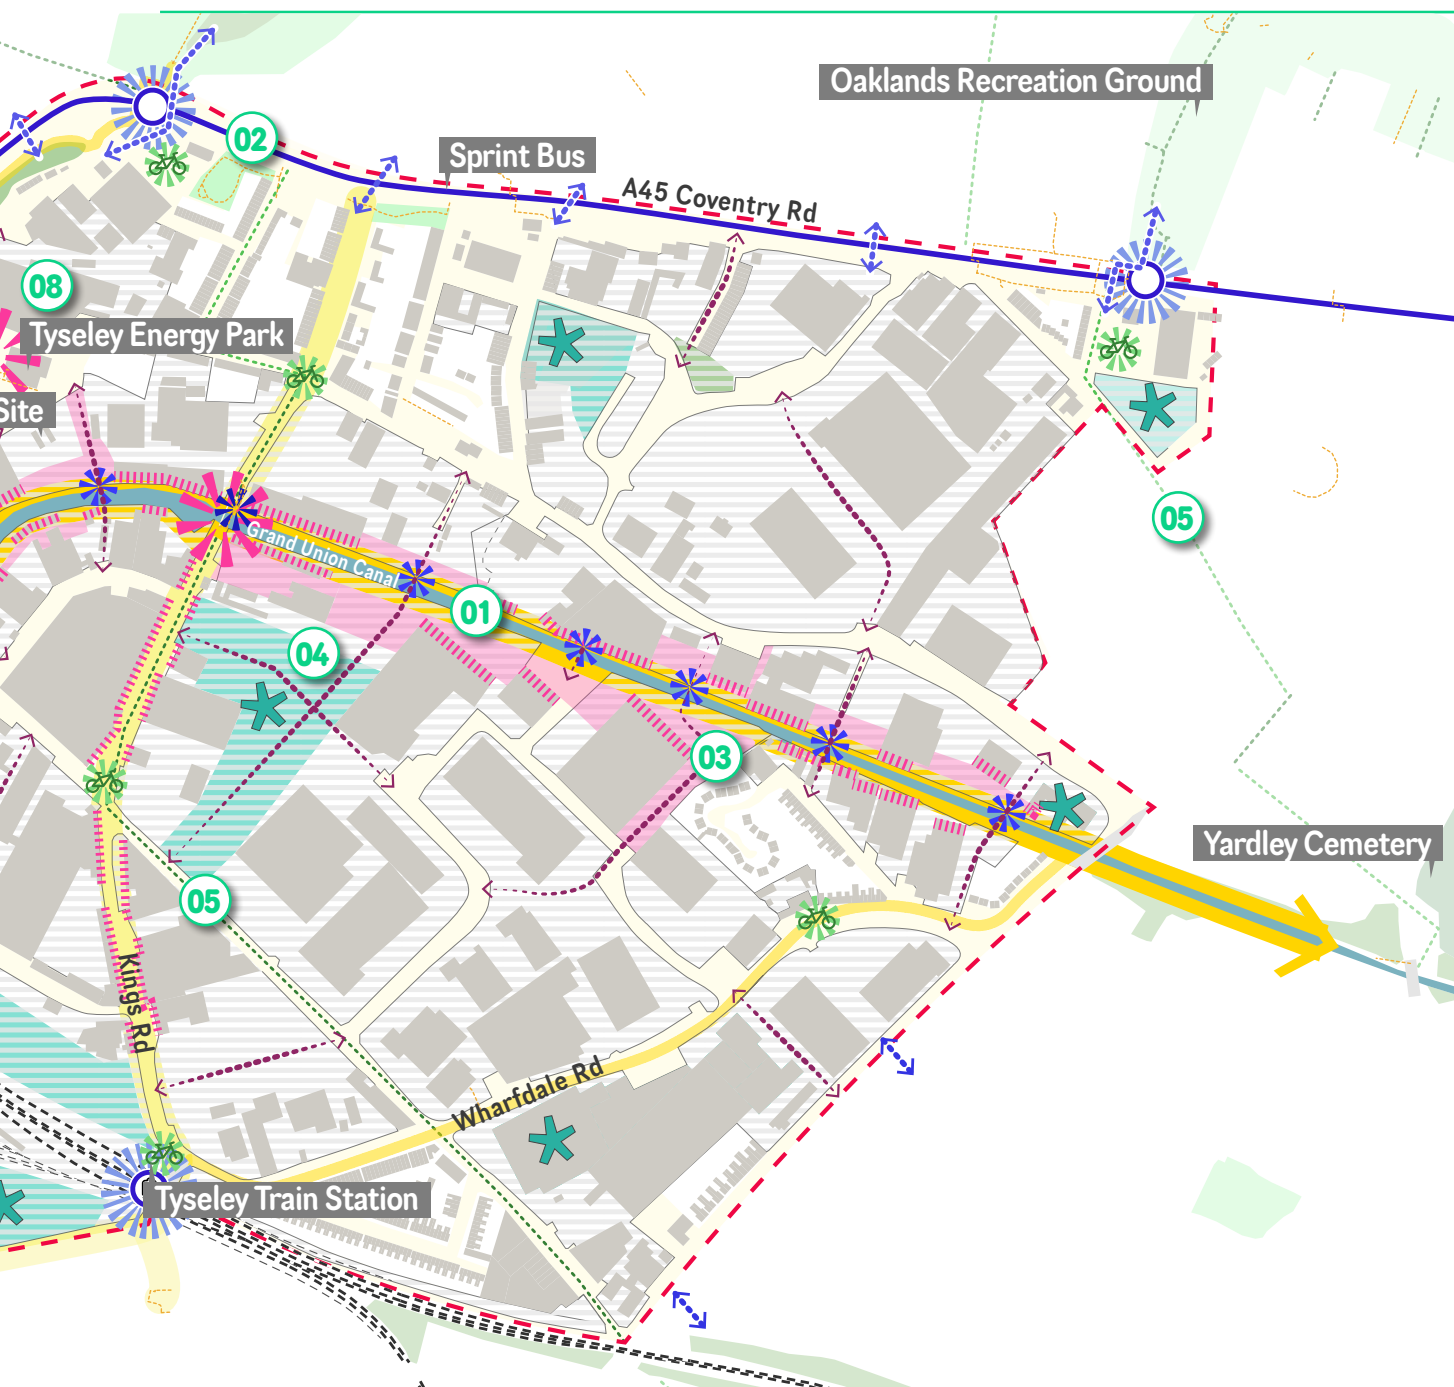 Oaklands Recreation Ground
02
Sprint Bus
A45 Coventry Rd
08
Tyseley Energy Park
Site
05
Grand Union Canal
01
04
03
Yardley Cemetery
05
Kings Rd
Wharfdale Rd
Tyseley Train Station